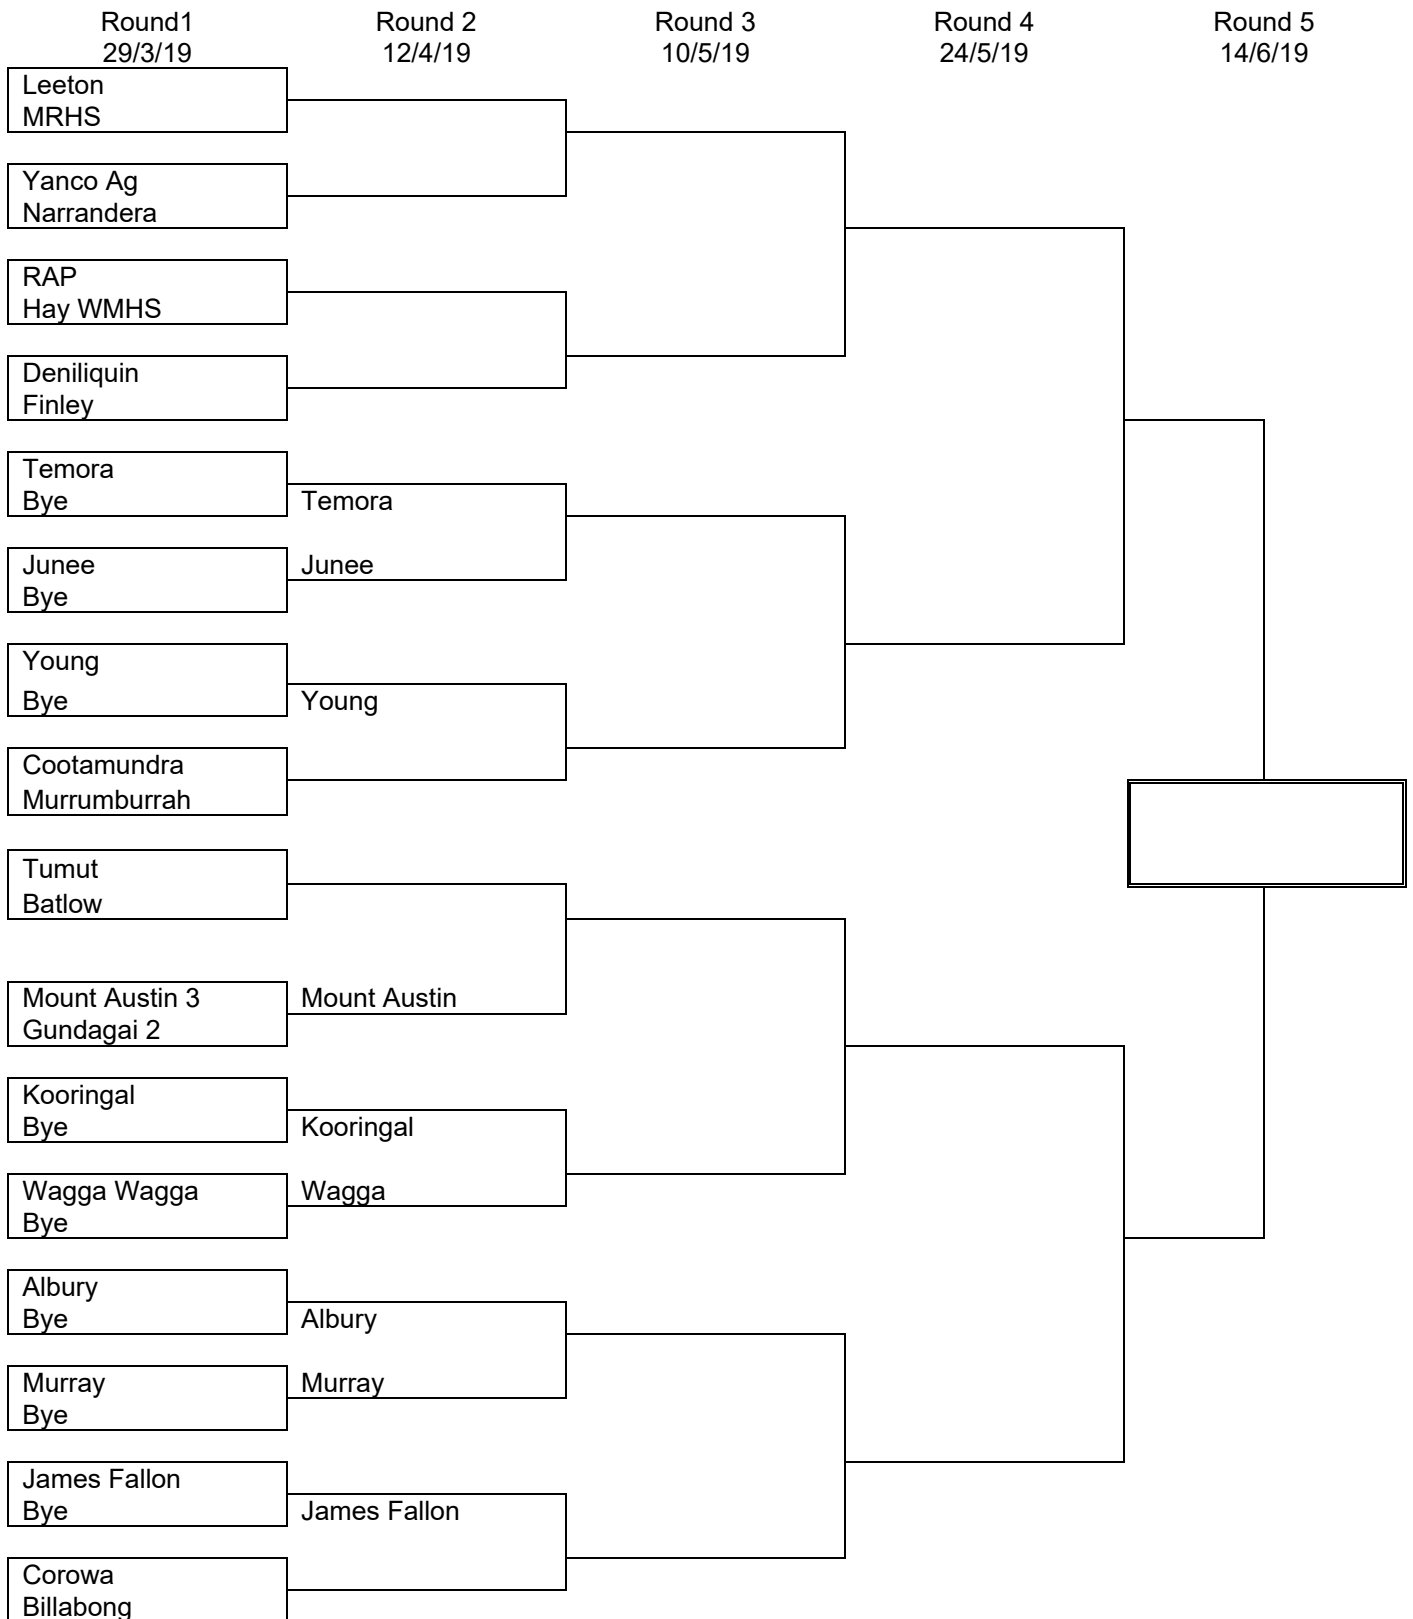 Round1
29/3/19
Round 2
12/4/19
Round 3
10/5/19
Round 4
24/5/19
Round 5
14/6/19
Leeton
MRHS
Yanco Ag
Narrandera
RAP
Hay WMHS
Deniliquin
Finley
Temora
Bye
Temora
Junee
Bye
Junee
Young
Bye
Young
Cootamundra
Murrumburrah
Tumut
Batlow
Mount Austin 3
Gundagai 2
Mount Austin
Kooringal
Bye
Kooringal
Wagga Wagga
Bye
Wagga
Albury
Bye
Albury
Murray
Bye
Murray
James Fallon
Bye
James Fallon
Corowa
Billabong